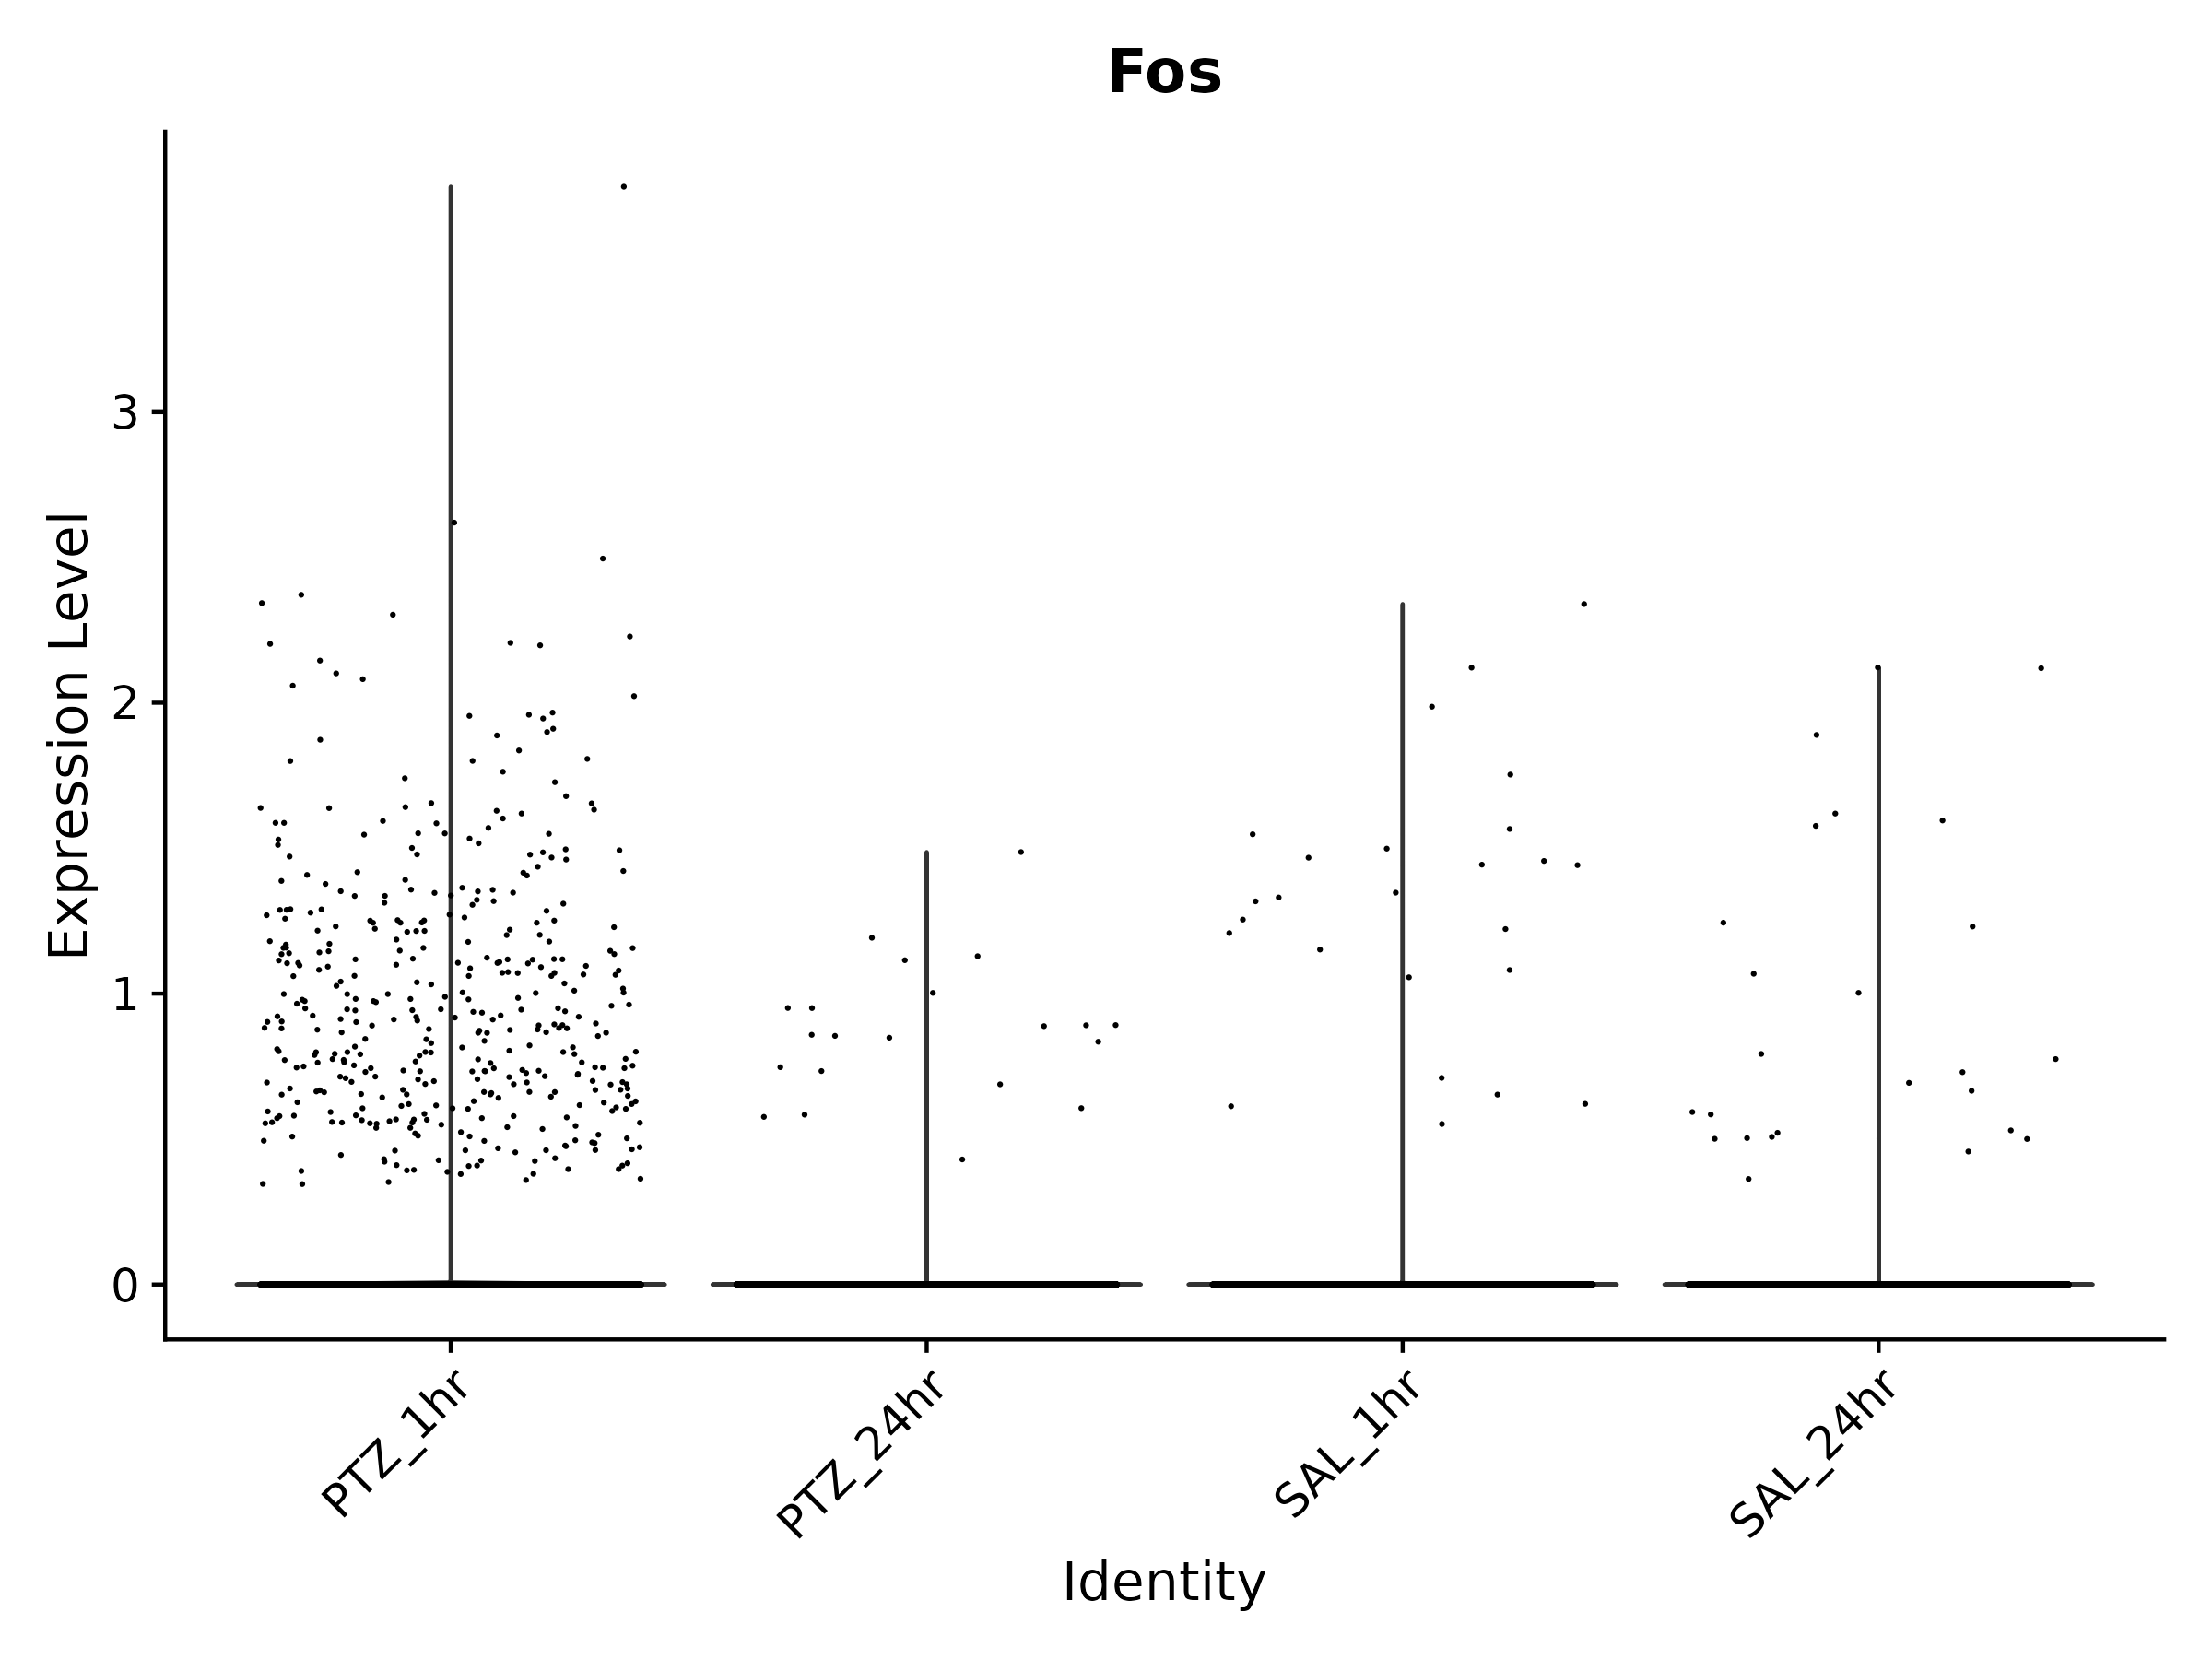 Fos
Expression Level
3
2
1
0
PTZ_1hr
PTZ_24hr
SAL_1hr
SAL_24hr
Identity